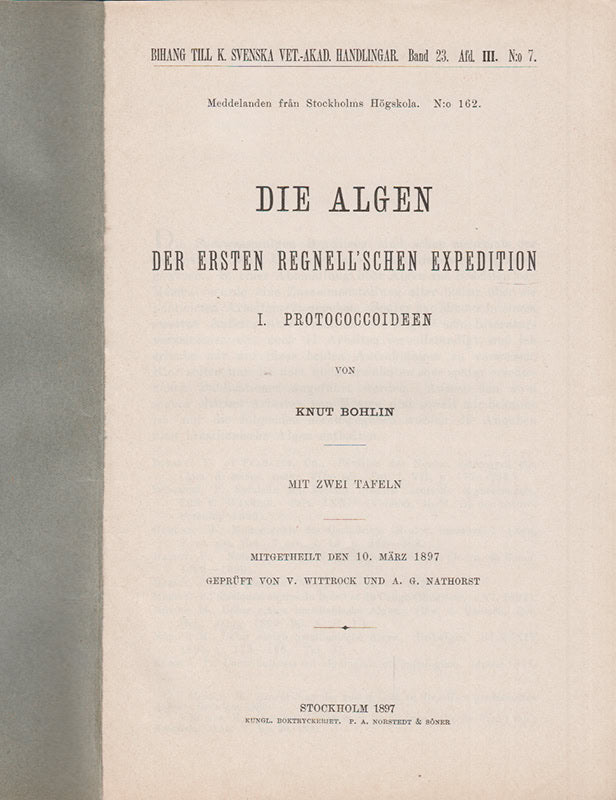 BIHANG TILL K. SVENSKA VET.-AKAD. HANDLINGAR. Band 23. Afd. III. N:o 7.
Meddelanden från Stockholms Högskola. N:o 162.
DIE ALGEN
DER ERSTEN REGNELL'SCHEN EXPEDITION
I. PROTOCOCCOIDEEN
VON
KNUT BOHLIN
MIT ZWEI TAFELN
MITGETHEILT DEN 10. MÄRZ 1897
GEPRÜFT VON V. WITTROCK UND A. G. NATHORST
STOCKHOLM 1897
KUNGL. BOKTRYCKERIET. P. A. NORSTEDT & SÖNER